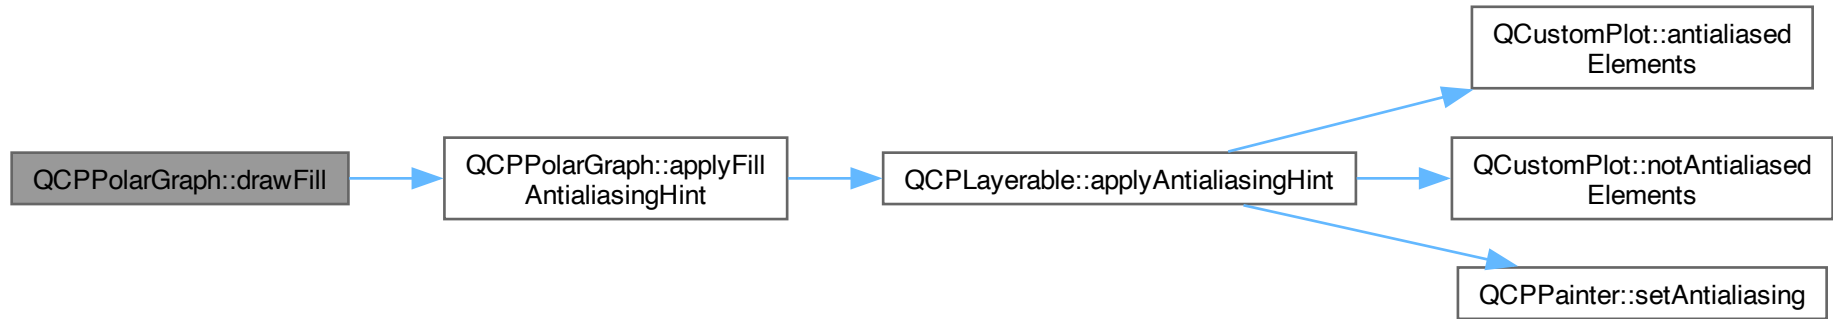 QCPPolarGraph::drawFill
QCPPolarGraph::applyFill
AntialiasingHint
QCPLayerable::applyAntialiasingHint
QCustomPlot::antialiased
Elements
QCustomPlot::notAntialiased
Elements
QCPPainter::setAntialiasing